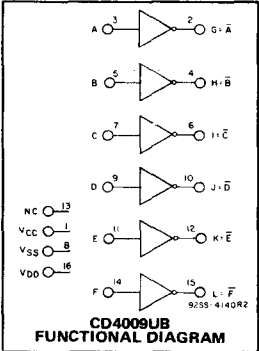 A 3 2 G=A̅
B 5 4 H=B̅
C 7 6 I=C̅
D 9 10 J=D̅
NC 13
VCC 1
E 11 12 K=E̅
VSS 8
VDD 16
F 14 15 L=F̅
92SS-4140R2
CD4009UB
FUNCTIONAL DIAGRAM